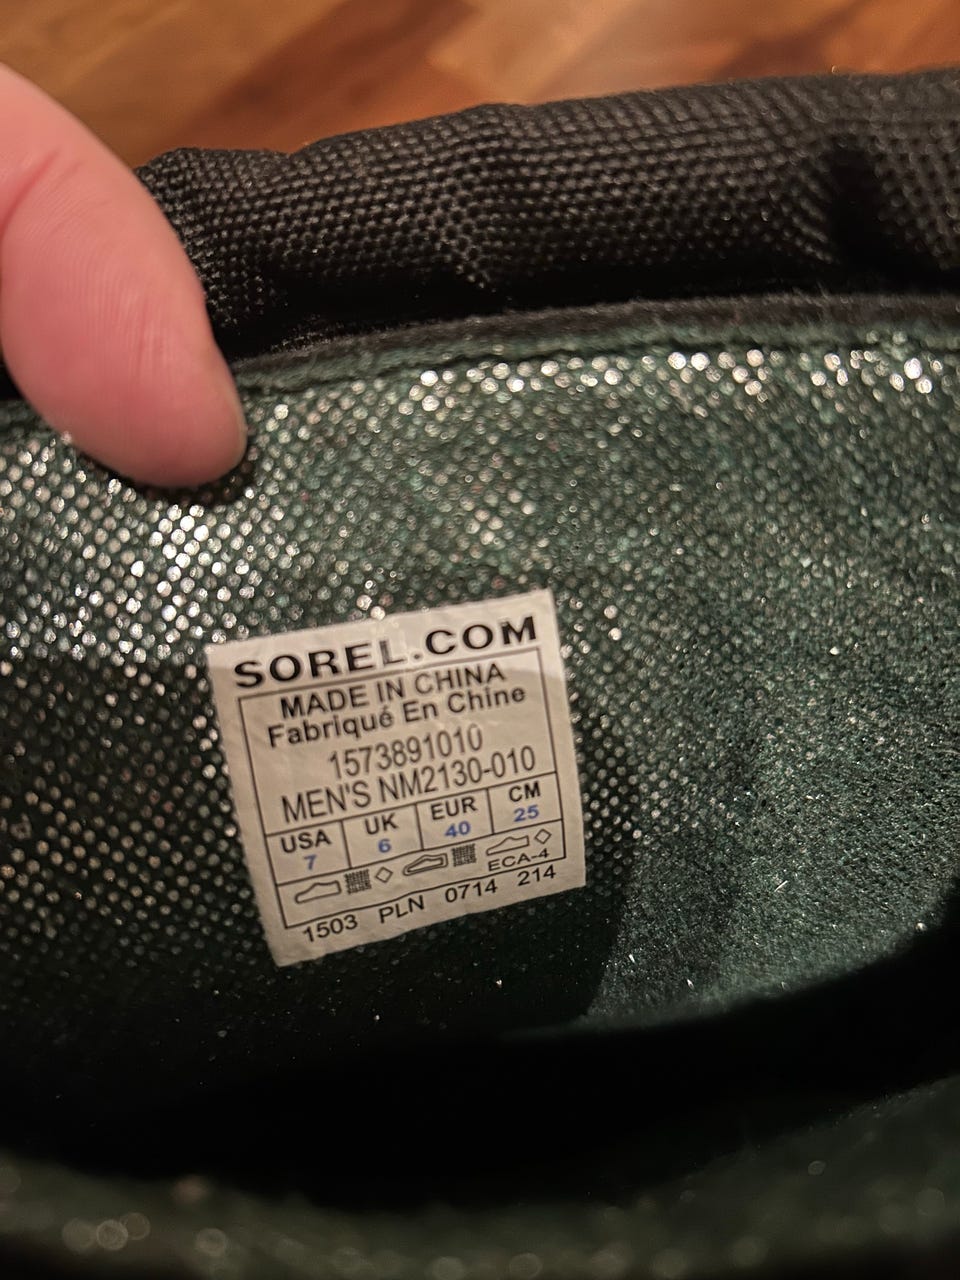 SOREL.COM
MADE IN CHINA
Fabriqué En Chine
1573891010
MEN'S NM2130-010
USA UK EUR CM
7 6 40 25
ECA-4
1503 PLN 0714 214